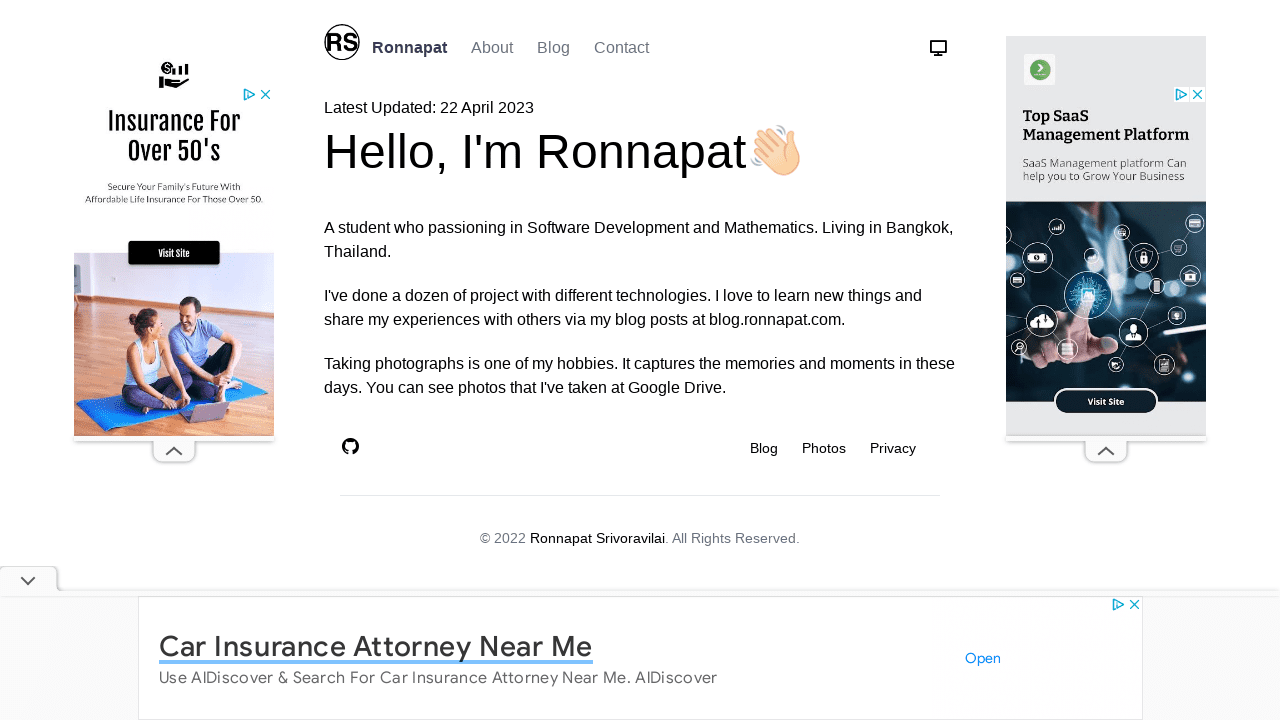 RS Ronnapat About Blog Contact
Latest Updated: 22 April 2023
Hello, I'm Ronnapat👋🏻
A student who passioning in Software Development and Mathematics. Living in Bangkok,
Thailand.
I've done a dozen of project with different technologies. I love to learn new things and
share my experiences with others via my blog posts at blog.ronnapat.com.
Taking photographs is one of my hobbies. It captures the memories and moments in these
days. You can see photos that I've taken at Google Drive.
Blog Photos Privacy
© 2022 Ronnapat Srivoravilai. All Rights Reserved.
Insurance For
Over 50's
Secure Your Family's Future With
Affordable Life Insurance For Those Over 50.
Visit Site
Top SaaS
Management Platform
SaaS Management platform Can
help you to Grow Your Business
Visit Site
Car Insurance Attorney Near Me
Use AIDiscover & Search For Car Insurance Attorney Near Me. AIDiscover
Open